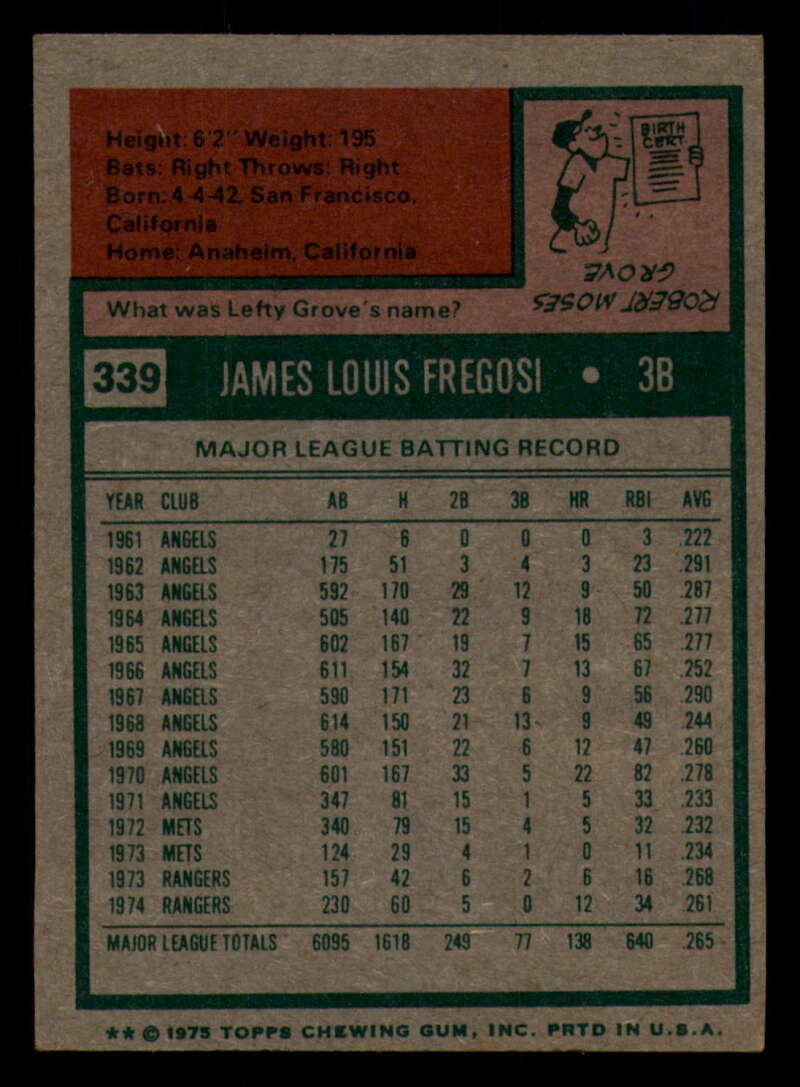 Height: 6'2" Weight: 195
Bats: Right Throws: Right
Born: 4-4-42, San Francisco,
California
Home: Anaheim, California
BIRTH
CERT.
ROBERT MOSES
GROVE
What was Lefty Grove's name?
339 JAMES LOUIS FREGOSI • 3B
MAJOR LEAGUE BATTING RECORD
YEAR CLUB AB H 2B 3B HR RBI AVG
1961 ANGELS 27 6 0 0 0 3 .222
1962 ANGELS 175 51 3 4 3 23 .291
1963 ANGELS 592 170 29 12 9 50 .287
1964 ANGELS 505 140 22 9 18 72 .277
1965 ANGELS 602 167 19 7 15 65 .277
1966 ANGELS 611 154 32 7 13 67 .252
1967 ANGELS 590 171 23 6 9 56 .290
1968 ANGELS 614 150 21 13 9 49 .244
1969 ANGELS 580 151 22 6 12 47 .260
1970 ANGELS 601 167 33 5 22 82 .278
1971 ANGELS 347 81 15 1 5 33 .233
1972 METS 340 79 15 4 5 32 .232
1973 METS 124 29 4 1 0 11 .234
1973 RANGERS 157 42 6 2 6 16 .268
1974 RANGERS 230 60 5 0 12 34 .261
MAJOR LEAGUE TOTALS 6095 1618 249 77 138 640 .265
** © 1975 TOPPS CHEWING GUM, INC. PRTD IN U.S.A.